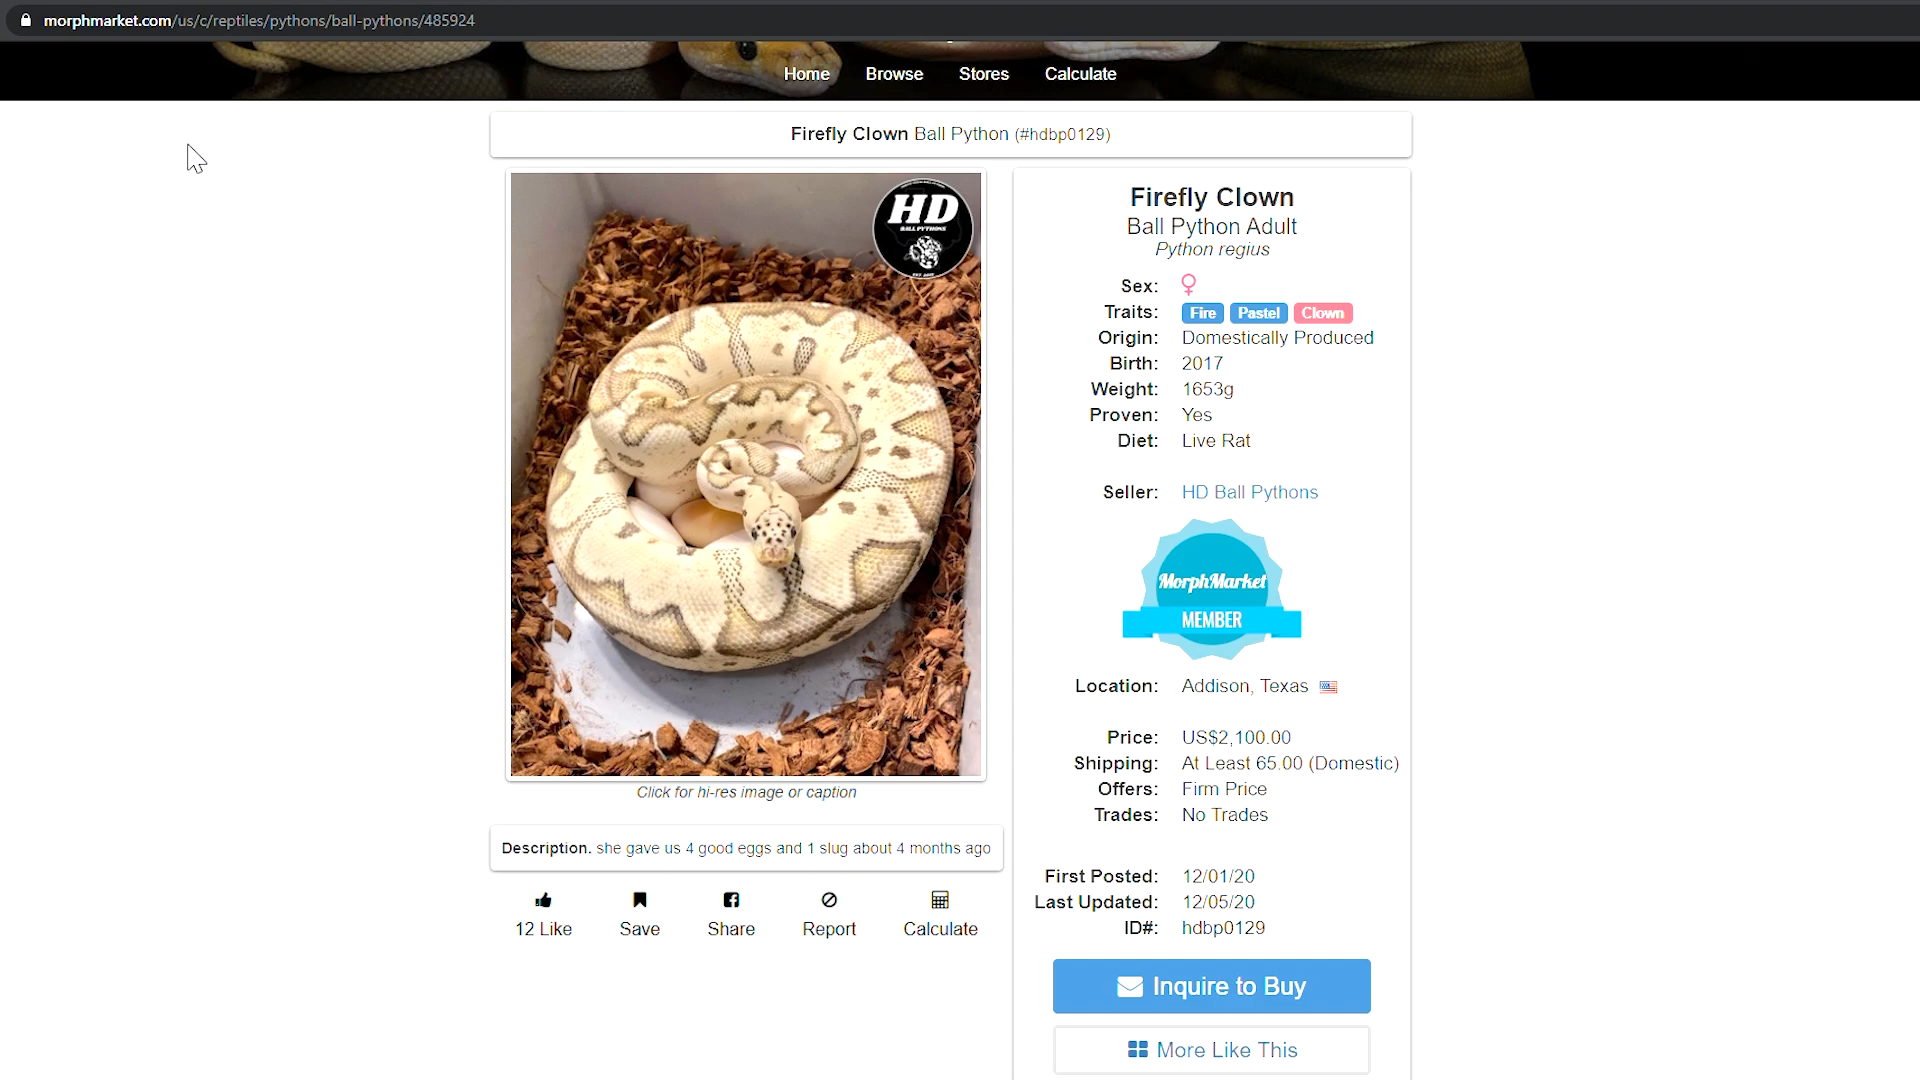 morphmarket.com/us/c/reptiles/pythons/ball-pythons/485924
Home Browse Stores Calculate
Firefly Clown Ball Python (#hdbp0129)
HD
BALL PYTHONS
Click for hi-res image or caption
Description. she gave us 4 good eggs and 1 slug about 4 months ago
12 Like Save Share Report Calculate
Firefly Clown
Ball Python Adult
Python regius
Sex: ♀
Traits: Fire Pastel Clown
Origin: Domestically Produced
Birth: 2017
Weight: 1653g
Proven: Yes
Diet: Live Rat
Seller: HD Ball Pythons
MorphMarket
MEMBER
Location: Addison, Texas
Price: US$2,100.00
Shipping: At Least 65.00 (Domestic)
Offers: Firm Price
Trades: No Trades
First Posted: 12/01/20
Last Updated: 12/05/20
ID#: hdbp0129
Inquire to Buy
More Like This